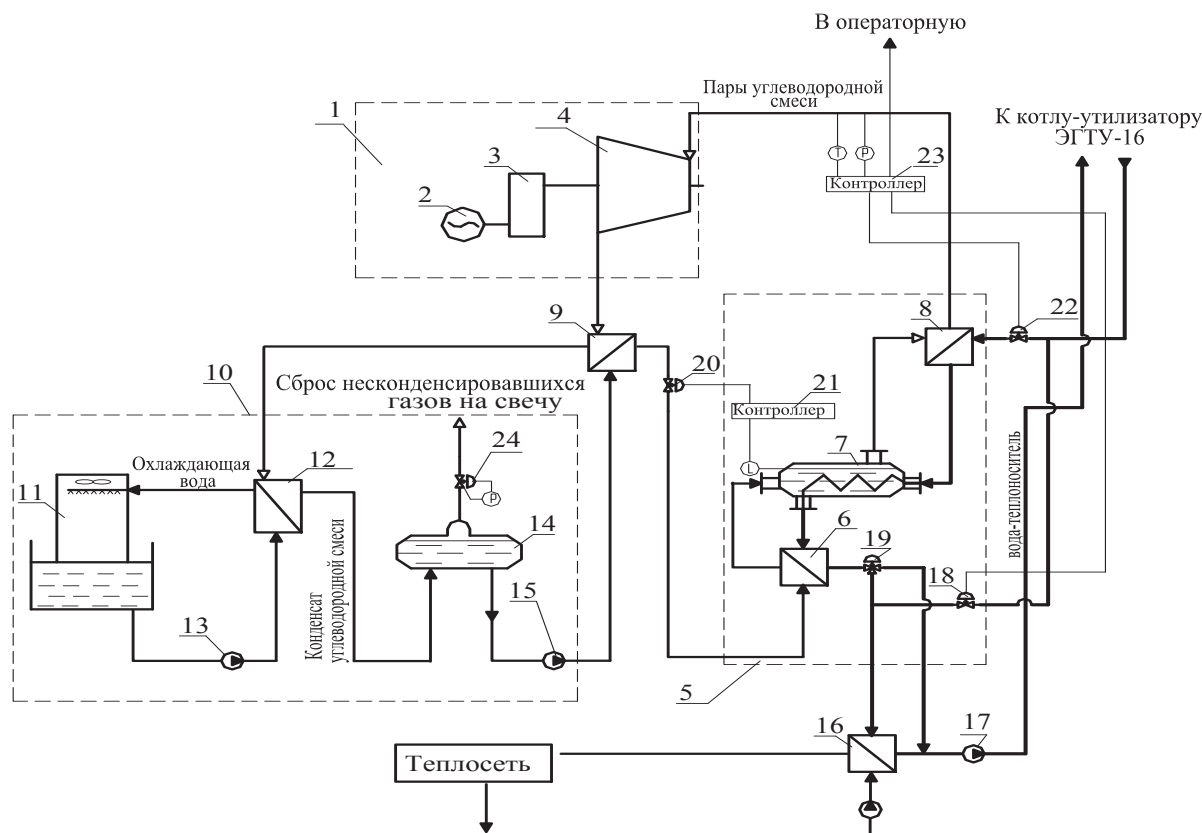 В операторную
Пары углеводородной
смеси
К котлу-утилизатору
ЭГТУ-16
1
4
3
2
T
P
23
Контроллер
9
8
22
10
Сброс несконденсировавшихся
газов на свечу
20
21
Контроллер
7
L
24
P
Охлаждающая
вода
12
11
14
6
19
18
вода-теплоноситель
13
15
Конденсат
углеводородной смеси
5
16
17
Теплосеть